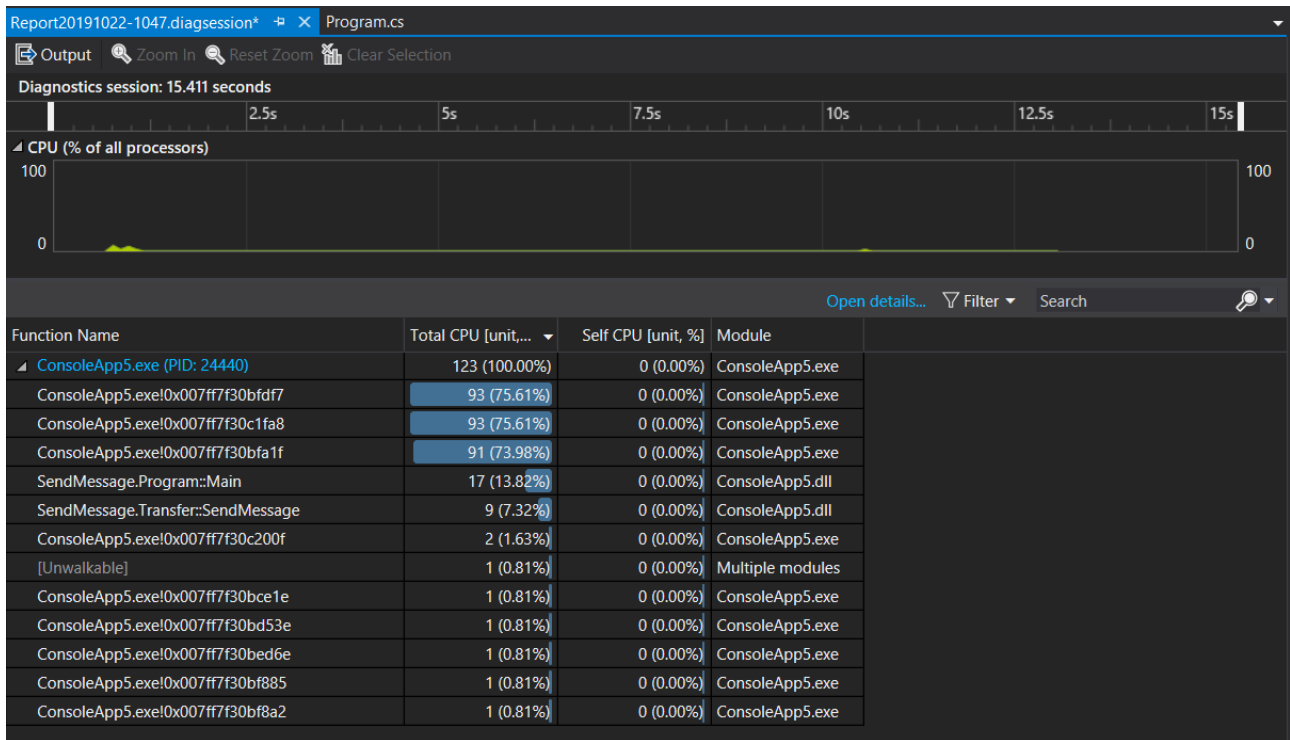 Report20191022-1047.diagsession* Program.cs
Output Zoom In Reset Zoom Clear Selection
Diagnostics session: 15.411 seconds
2.5s 5s 7.5s 10s 12.5s 15s
CPU (% of all processors)
100 100
0 0
Open details... Filter Search
Function Name Total CPU [unit,... Self CPU [unit, %] Module
ConsoleApp5.exe (PID: 24440) 123 (100.00%) 0 (0.00%) ConsoleApp5.exe
ConsoleApp5.exe!0x007ff7f30bfdf7 93 (75.61%) 0 (0.00%) ConsoleApp5.exe
ConsoleApp5.exe!0x007ff7f30c1fa8 93 (75.61%) 0 (0.00%) ConsoleApp5.exe
ConsoleApp5.exe!0x007ff7f30bfa1f 91 (73.98%) 0 (0.00%) ConsoleApp5.exe
SendMessage.Program::Main 17 (13.82%) 0 (0.00%) ConsoleApp5.dll
SendMessage.Transfer::SendMessage 9 (7.32%) 0 (0.00%) ConsoleApp5.dll
ConsoleApp5.exe!0x007ff7f30c200f 2 (1.63%) 0 (0.00%) ConsoleApp5.exe
[Unwalkable] 1 (0.81%) 0 (0.00%) Multiple modules
ConsoleApp5.exe!0x007ff7f30bce1e 1 (0.81%) 0 (0.00%) ConsoleApp5.exe
ConsoleApp5.exe!0x007ff7f30bd53e 1 (0.81%) 0 (0.00%) ConsoleApp5.exe
ConsoleApp5.exe!0x007ff7f30bed6e 1 (0.81%) 0 (0.00%) ConsoleApp5.exe
ConsoleApp5.exe!0x007ff7f30bf885 1 (0.81%) 0 (0.00%) ConsoleApp5.exe
ConsoleApp5.exe!0x007ff7f30bf8a2 1 (0.81%) 0 (0.00%) ConsoleApp5.exe